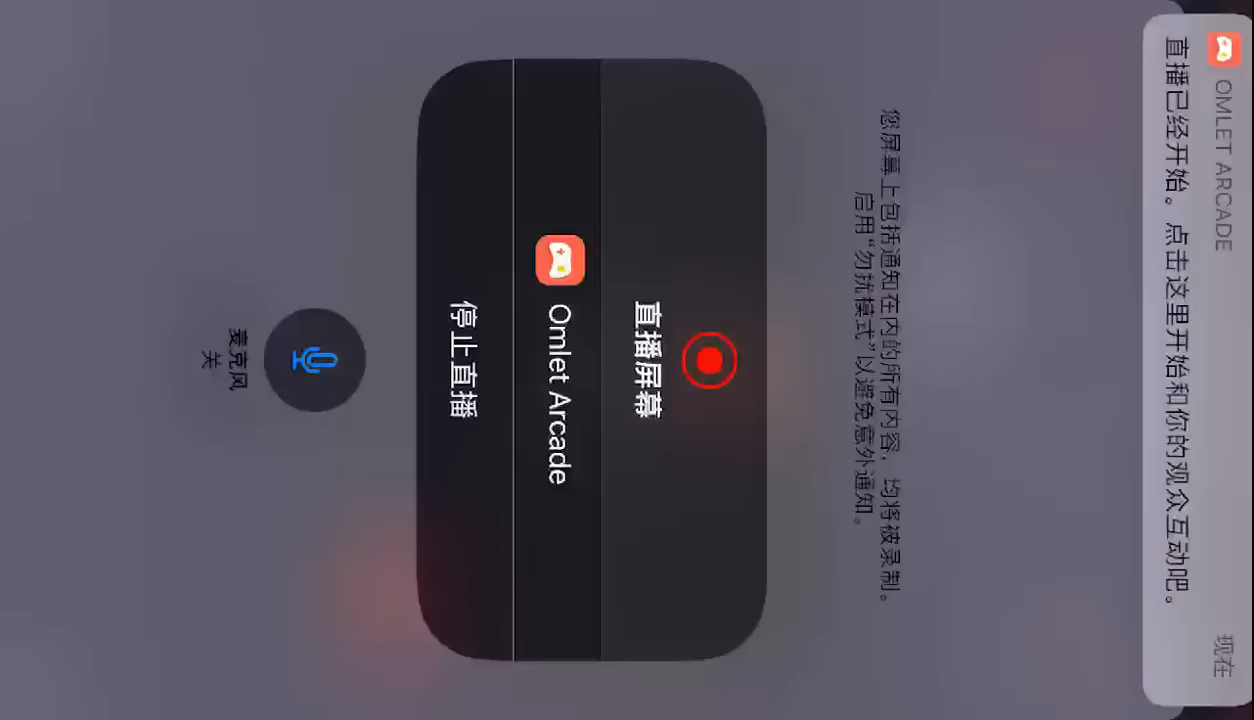 OMLET ARCADE
现在
直播已经开始。点击这里开始和你的观众互动吧。
您屏幕上包括通知在内的所有内容，均将被录制。
启用“勿扰模式”以避免意外通知。
直播屏幕
Omlet Arcade
停止直播
麦克风
关